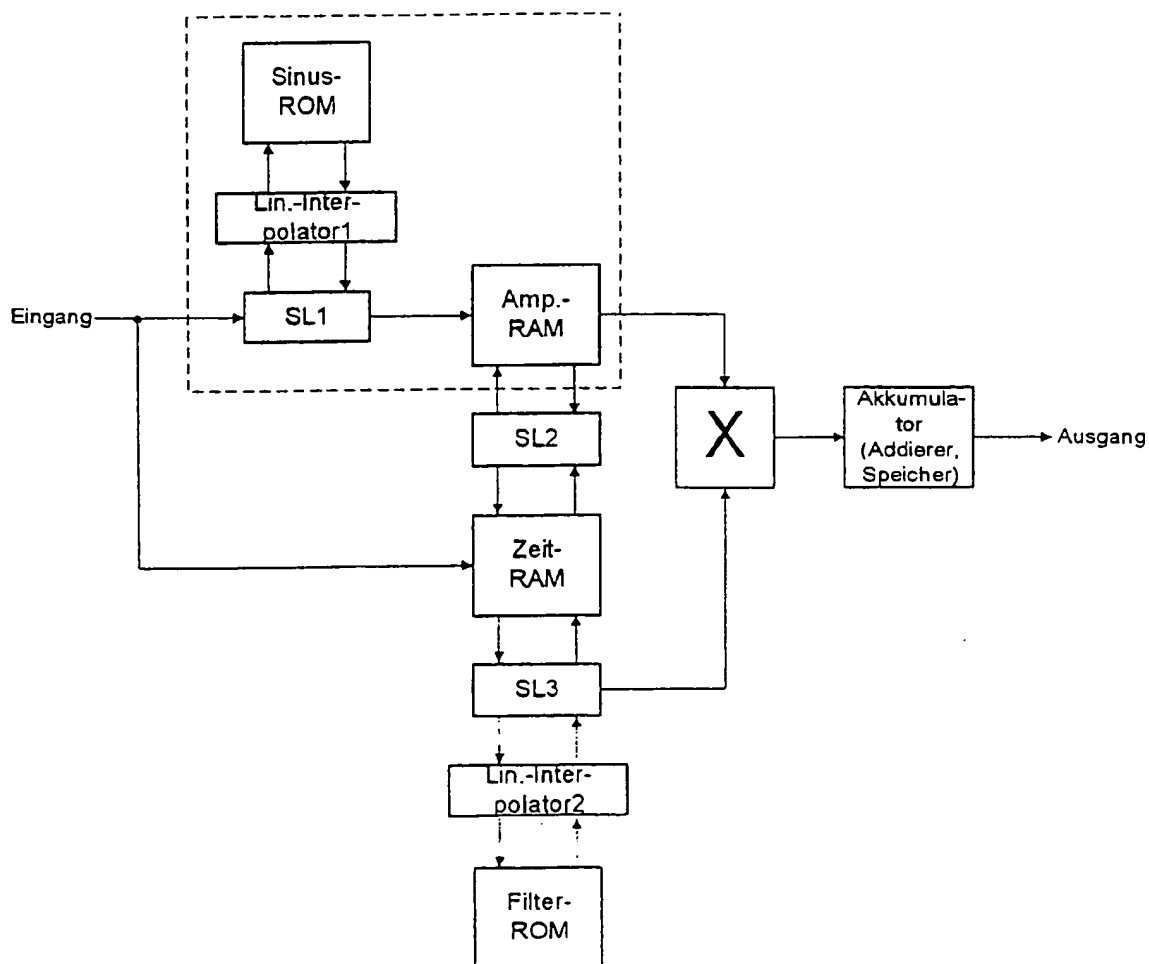 Sinus-
ROM
Lin.-Inter-
polator1
Eingang
SL1
Amp.-
RAM
SL2
X
Akkumula-
tor
(Addierer,
Speicher)
Ausgang
Zeit-
RAM
SL3
Lin.-Inter-
polator2
Filter-
ROM